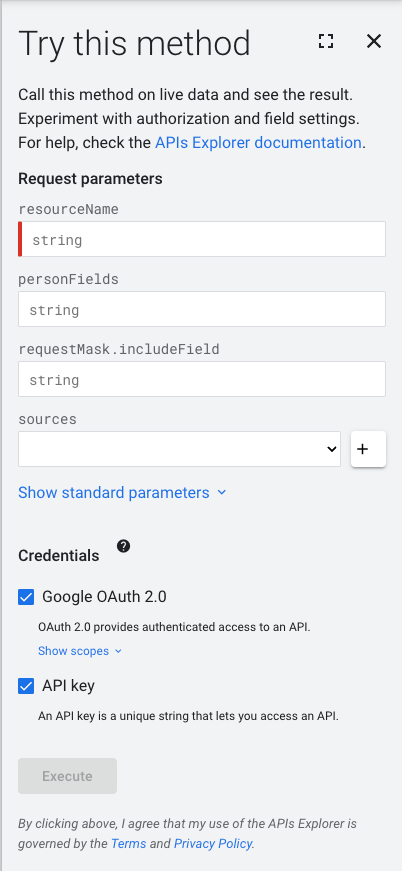 Try this method
Call this method on live data and see the result.
Experiment with authorization and field settings.
For help, check the APIs Explorer documentation.
Request parameters
resourceName
string
personFields
string
requestMask.includeField
string
sources
+
Show standard parameters
Credentials ?
Google OAuth 2.0
OAuth 2.0 provides authenticated access to an API.
Show scopes
API key
An API key is a unique string that lets you access an API.
Execute
By clicking above, I agree that my use of the APIs Explorer is
governed by the Terms and Privacy Policy.